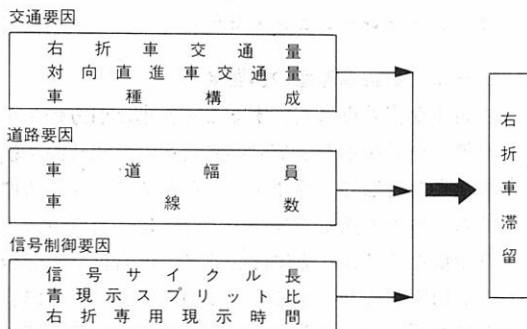 交通要因
右折車交通量
対向直進車交通量
車種構成
道路要因
車道幅員
車線数
信号制御要因
信号サイクル長
青現示スプリット比
右折専用現示時間
右折車滞留